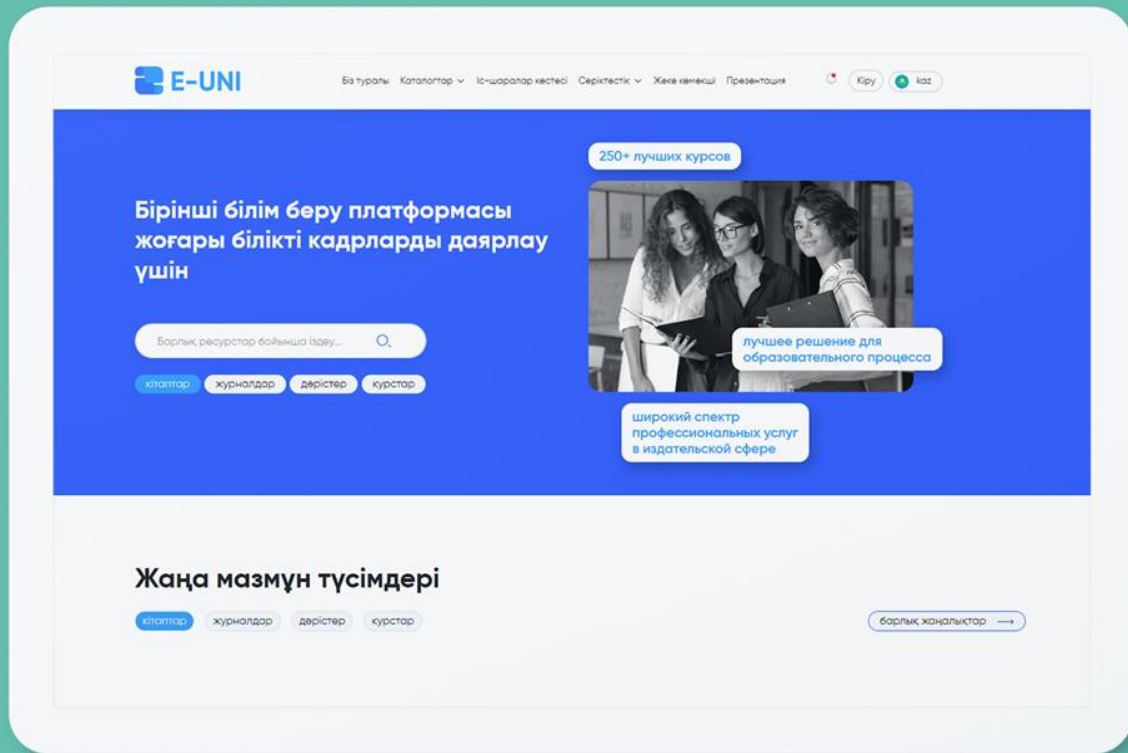 E-UNI
Біз туралы Каталогтар Іс-шаралар кестесі Серіктестік Жеке көмекші Презентация Кіру kaz
250+ лучших курсов
Бірінші білім беру платформасы
жоғары білікті кадрларды даярлау
үшін
Барлық ресурстар бойынша іздеу...
кітаптар журналдар дәрістер курстар
лучшее решение для
образовательного процесса
широкий спектр
профессиональных услуг
в издательской сфере
Жаңа мазмұн түсімдері
кітаптар журналдар дәрістер курстар
барлық жаңалықтар